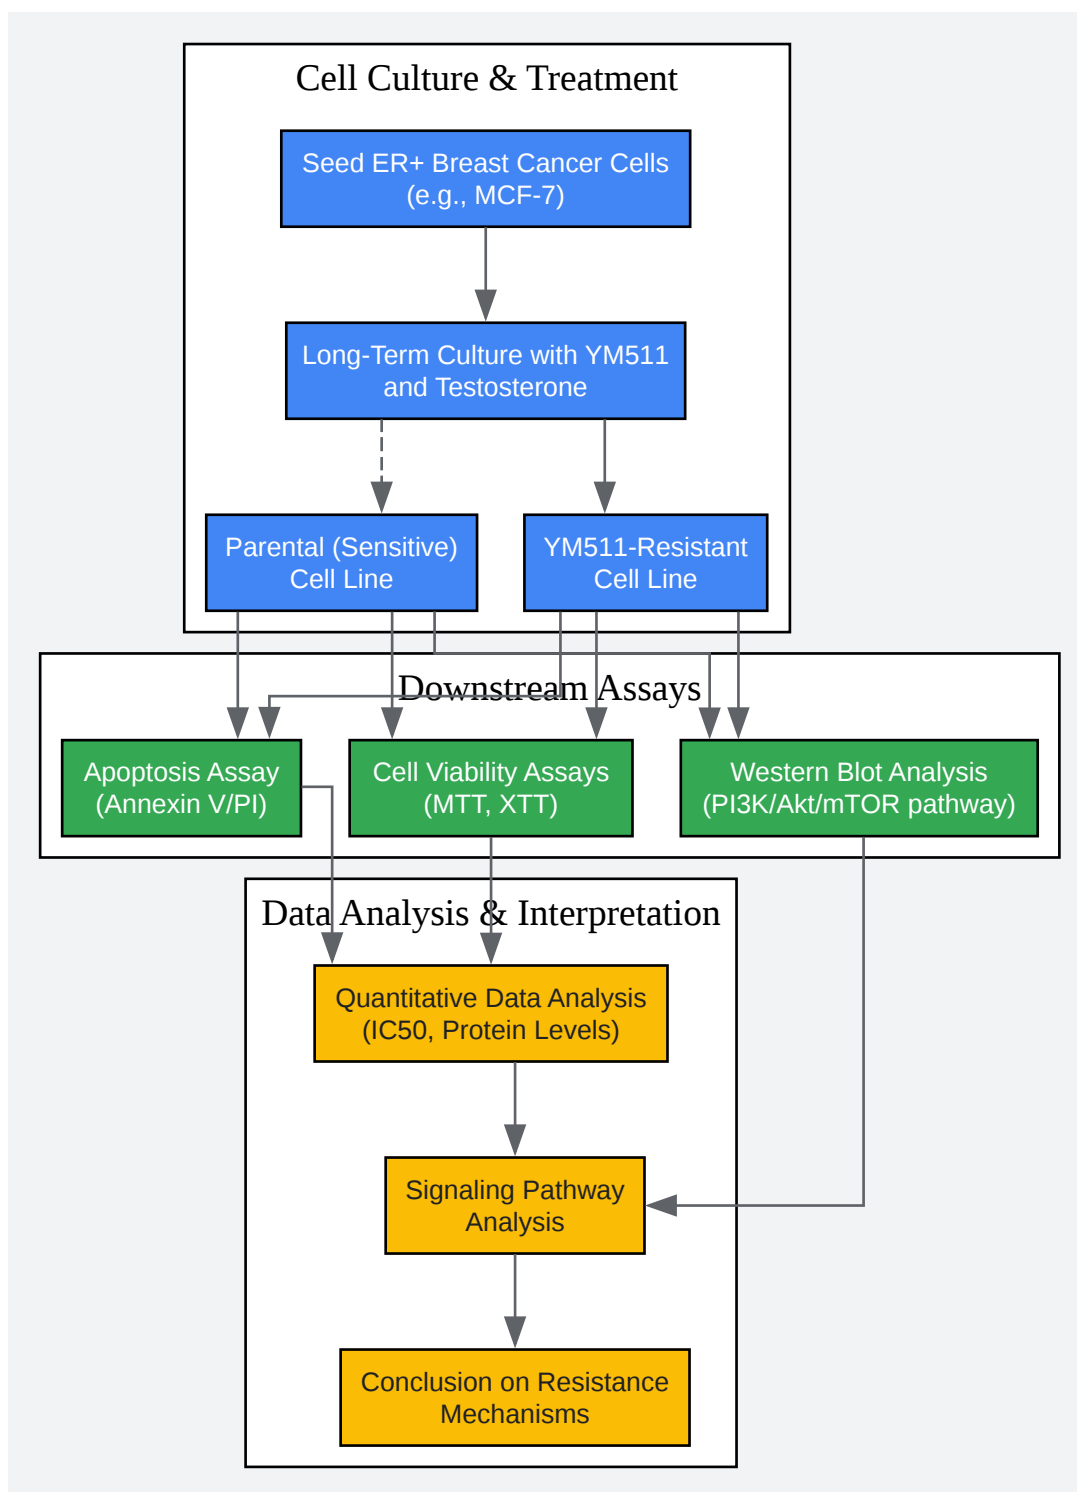 Cell Culture & Treatment
Seed ER+ Breast Cancer Cells
(e.g., MCF-7)
Long-Term Culture with YM511
and Testosterone
Parental (Sensitive)
Cell Line
YM511-Resistant
Cell Line
Downstream Assays
Apoptosis Assay
(Annexin V/PI)
Cell Viability Assays
(MTT, XTT)
Western Blot Analysis
(PI3K/Akt/mTOR pathway)
Data Analysis & Interpretation
Quantitative Data Analysis
(IC50, Protein Levels)
Signaling Pathway
Analysis
Conclusion on Resistance
Mechanisms